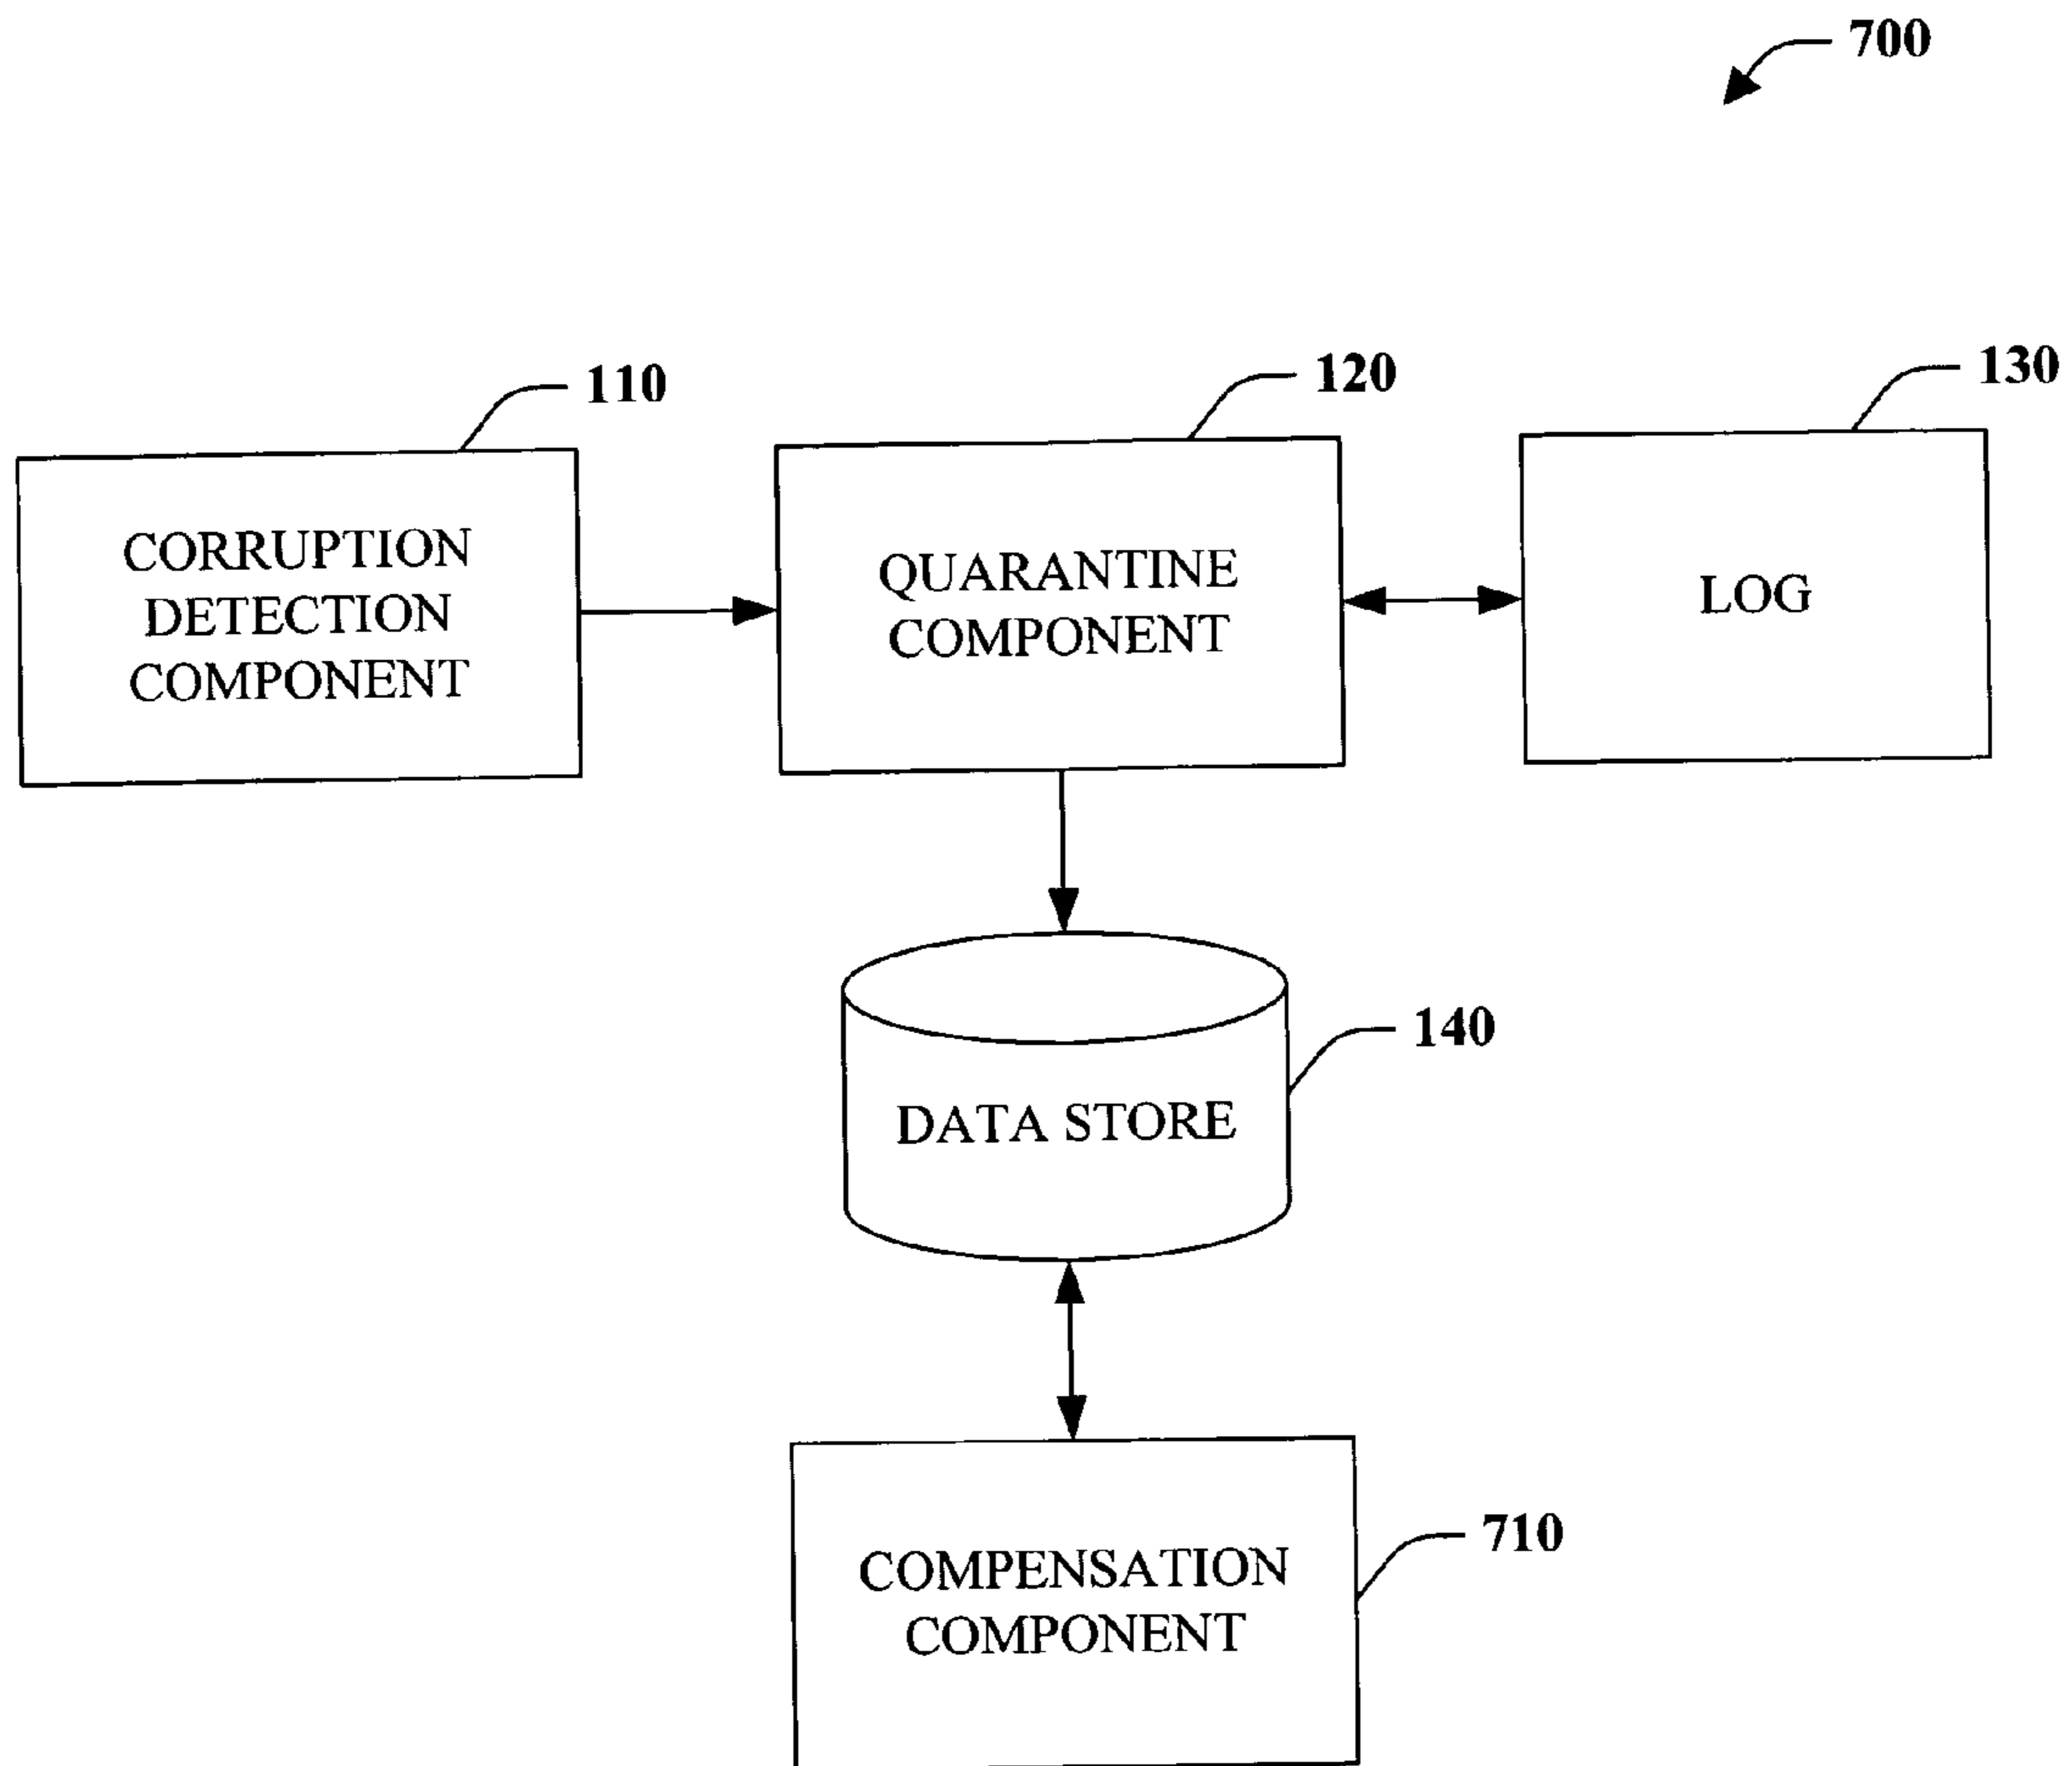 700
110
120
130
CORRUPTION
DETECTION
COMPONENT
QUARANTINE
COMPONENT
LOG
140
DATA STORE
710
COMPENSATION
COMPONENT